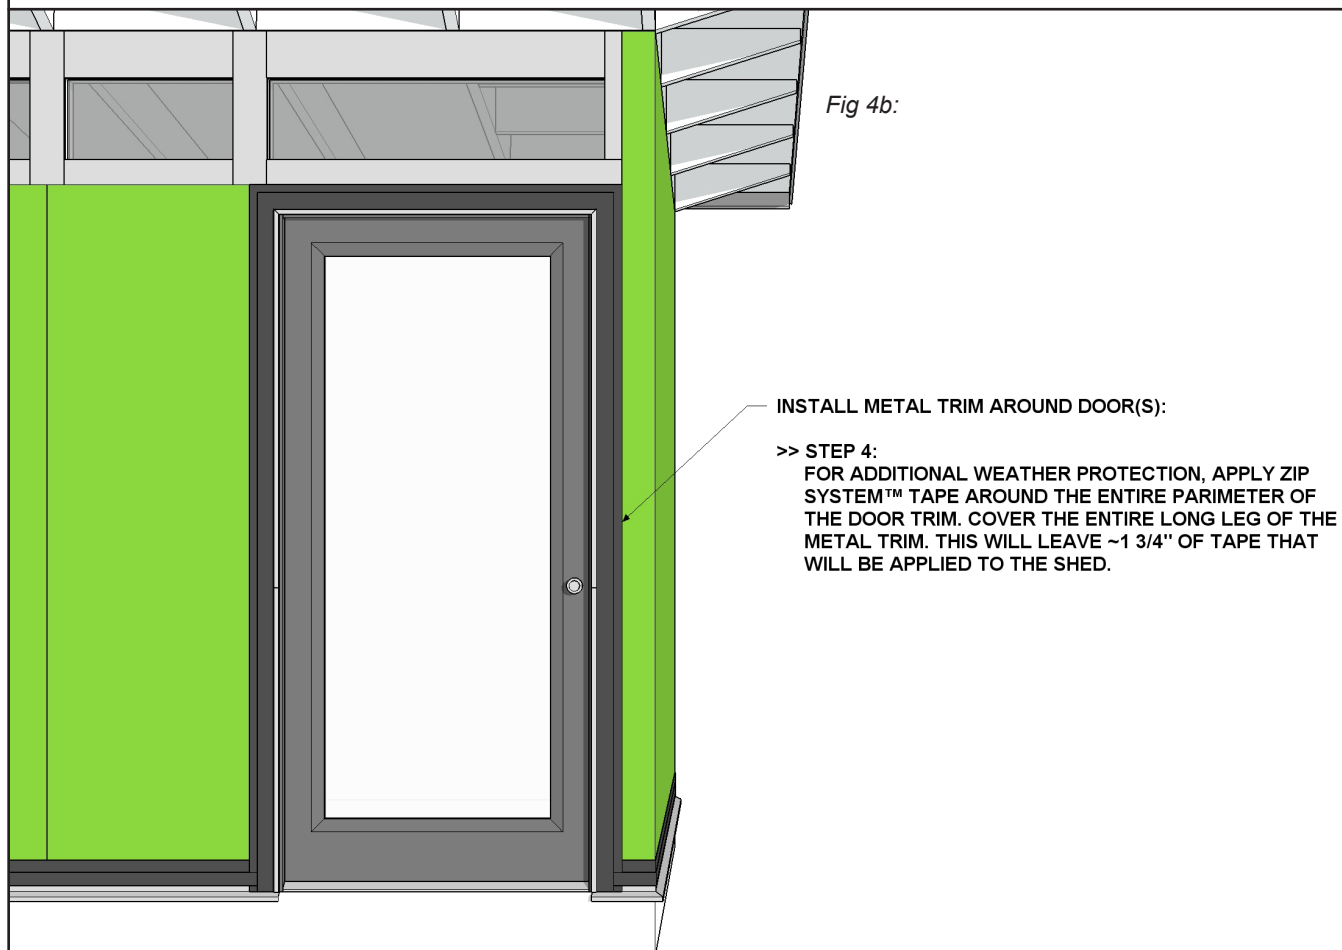 Fig 4b:
INSTALL METAL TRIM AROUND DOOR(S):
>> STEP 4:
FOR ADDITIONAL WEATHER PROTECTION, APPLY ZIP
SYSTEM™ TAPE AROUND THE ENTIRE PARIMETER OF
THE DOOR TRIM. COVER THE ENTIRE LONG LEG OF THE
METAL TRIM. THIS WILL LEAVE ~1 3/4" OF TAPE THAT
WILL BE APPLIED TO THE SHED.